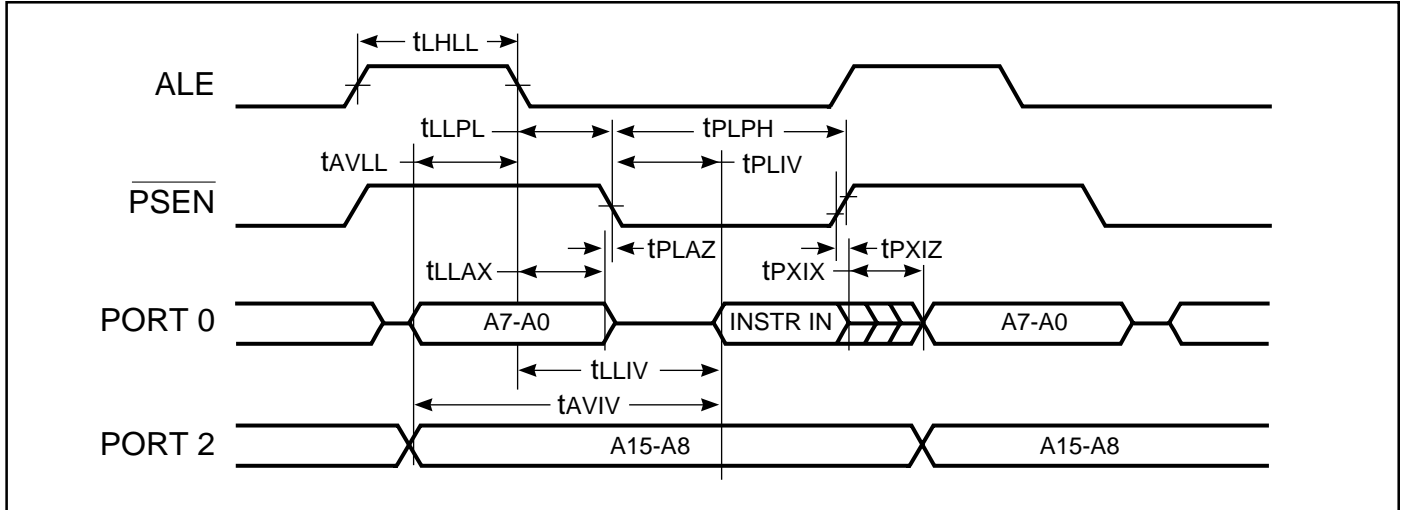 tLHLL
ALE
tLLPL
tPLPH
tAVLL
tPLIV
PSEN
tPLAZ
tPXIZ
tLLAX
tPXIX
PORT 0
A7-A0
INSTR IN
A7-A0
tLLIV
tAVIV
PORT 2
A15-A8
A15-A8